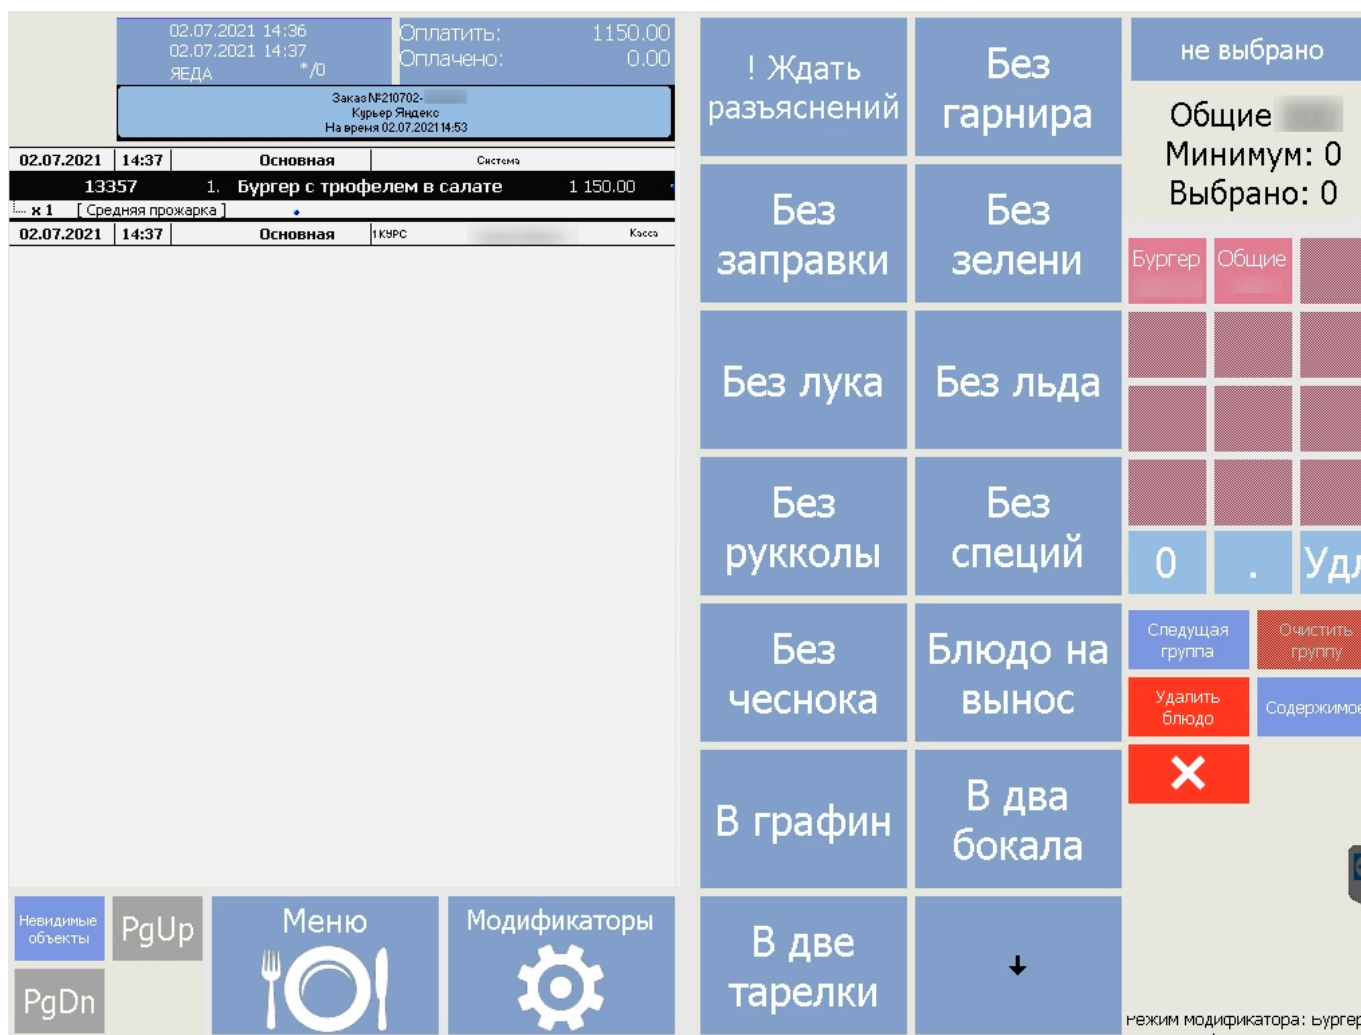 02.07.2021 14:36
02.07.2021 14:37
ЯЕДА */0
Оплатить: 1150.00
Оплачено: 0.00
Заказ №210702-
Курьер Яндекс
На время 02.07.2021 14:53
02.07.2021 14:37 Основная Система
13357 1. Бургер с трюфелем в салате 1 150.00
x 1 [ Средняя прожарка ]
02.07.2021 14:37 Основная 1 КУРС Касса
Невидимые
объекты
PgUp
PgDn
Меню
Модификаторы
! Ждать
разъяснений
Без
гарнира
Без
заправки
Без
зелени
Без лука
Без льда
Без
рукколы
Без
специй
Без
чеснока
Блюдо на
вынос
В графин
В два
бокала
В две
тарелки
не выбрано
Общие
Минимум: 0
Выбрано: 0
Бургер
Общие
0
.
Удл
Следущая
группа
Очистить
группу
Удалить
блюдо
Содержимое
Режим модификатора: Бургер